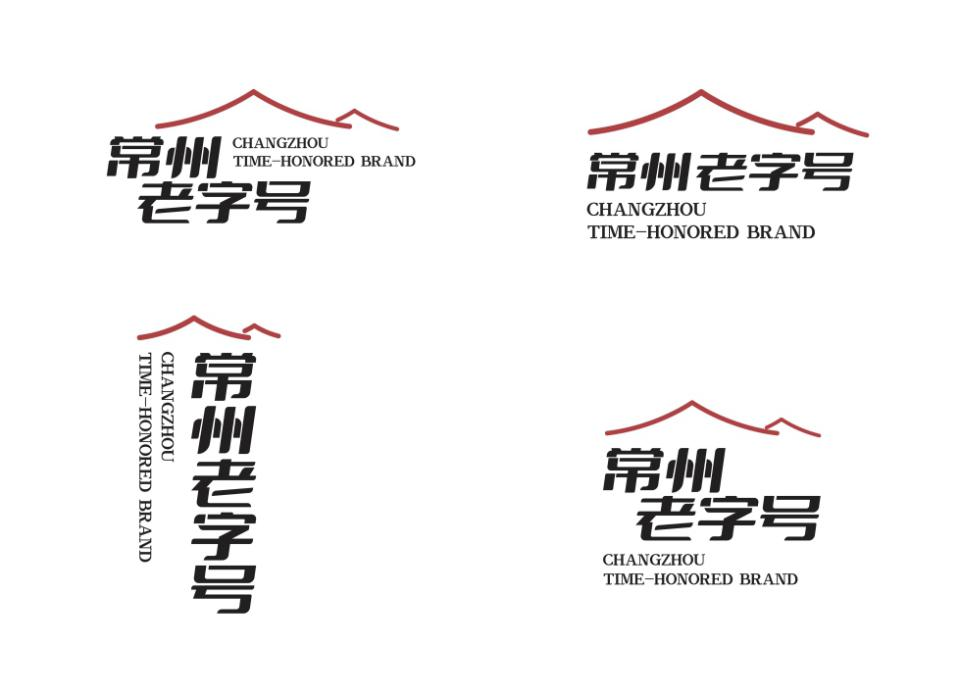 常州
CHANGZHOU
TIME-HONORED BRAND
老字号
常州老字号
CHANGZHOU
TIME-HONORED BRAND
常州老字号
CHANGZHOU
TIME-HONORED BRAND
常州
老字号
CHANGZHOU
TIME-HONORED BRAND